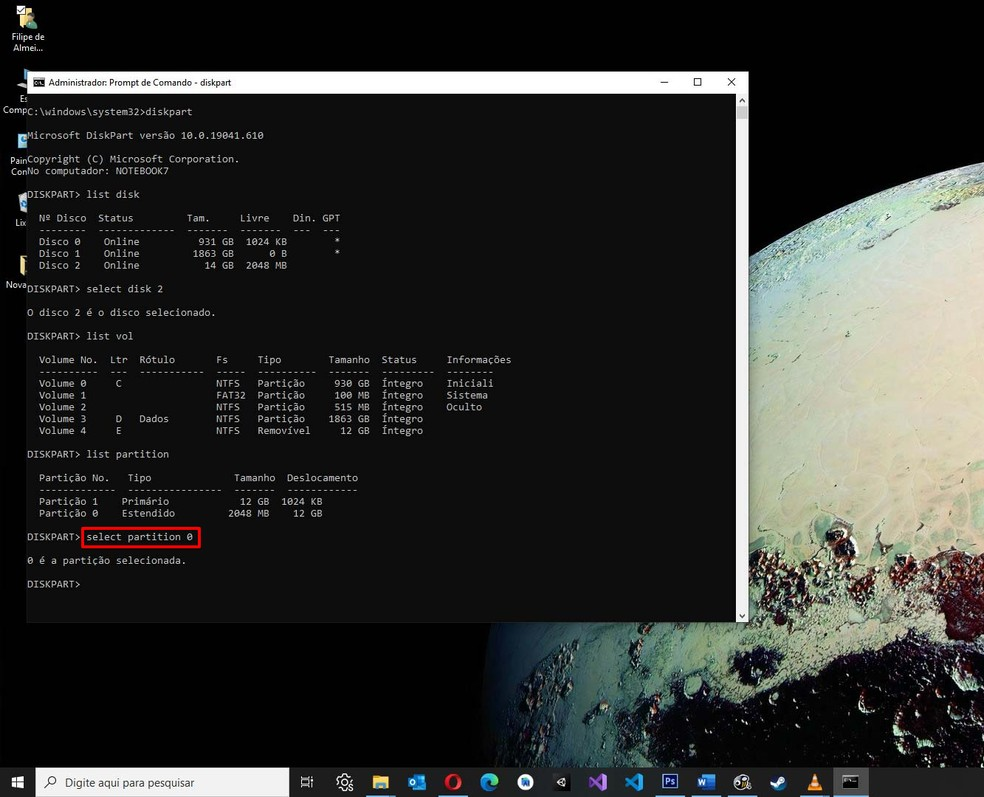 Filipe de
Almei...
Administrador: Prompt de Comando - diskpart
Es
Comp
Pain
Con
Lix
Nova
C:\windows\system32>diskpart
Microsoft DiskPart versão 10.0.19041.610
Copyright (C) Microsoft Corporation.
No computador: NOTEBOOK7
DISKPART> list disk
Nº Disco Status Tam. Livre Din. GPT
-------- ------------- ------- ------- --- ---
Disco 0 Online 931 GB 1024 KB *
Disco 1 Online 1863 GB 0 B *
Disco 2 Online 14 GB 2048 MB
DISKPART> select disk 2
O disco 2 é o disco selecionado.
DISKPART> list vol
Volume No. Ltr Rótulo Fs Tipo Tamanho Status Informações
---------- --- ----------- ----- ---------- ------- --------- --------
Volume 0 C NTFS Partição 930 GB Íntegro Iniciali
Volume 1 FAT32 Partição 100 MB Íntegro Sistema
Volume 2 NTFS Partição 515 MB Íntegro Oculto
Volume 3 D Dados NTFS Partição 1863 GB Íntegro
Volume 4 E NTFS Removível 12 GB Íntegro
DISKPART> list partition
Partição No. Tipo Tamanho Deslocamento
------------- ---------------- ------- ------------
Partição 1 Primário 12 GB 1024 KB
Partição 0 Estendido 2048 MB 12 GB
DISKPART> select partition 0
0 é a partição selecionada.
DISKPART>
Digite aqui para pesquisar
Ps